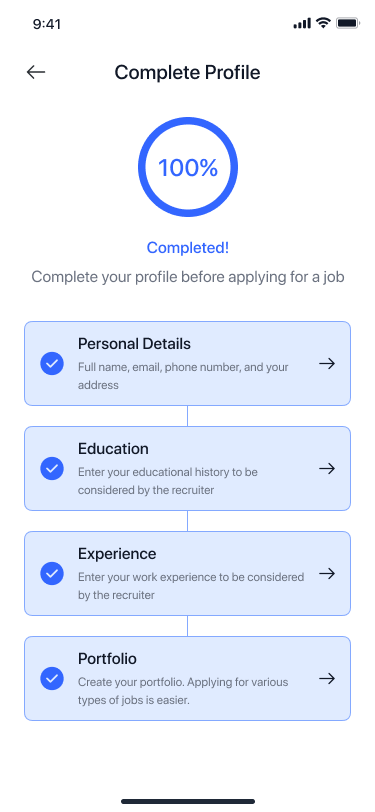 9:41
Complete Profile
100%
Completed!
Complete your profile before applying for a job
Personal Details
Full name, email, phone number, and your
address
Education
Enter your educational history to be
considered by the recruiter
Experience
Enter your work experience to be considered
by the recruiter
Portfolio
Create your portfolio. Applying for various
types of jobs is easier.